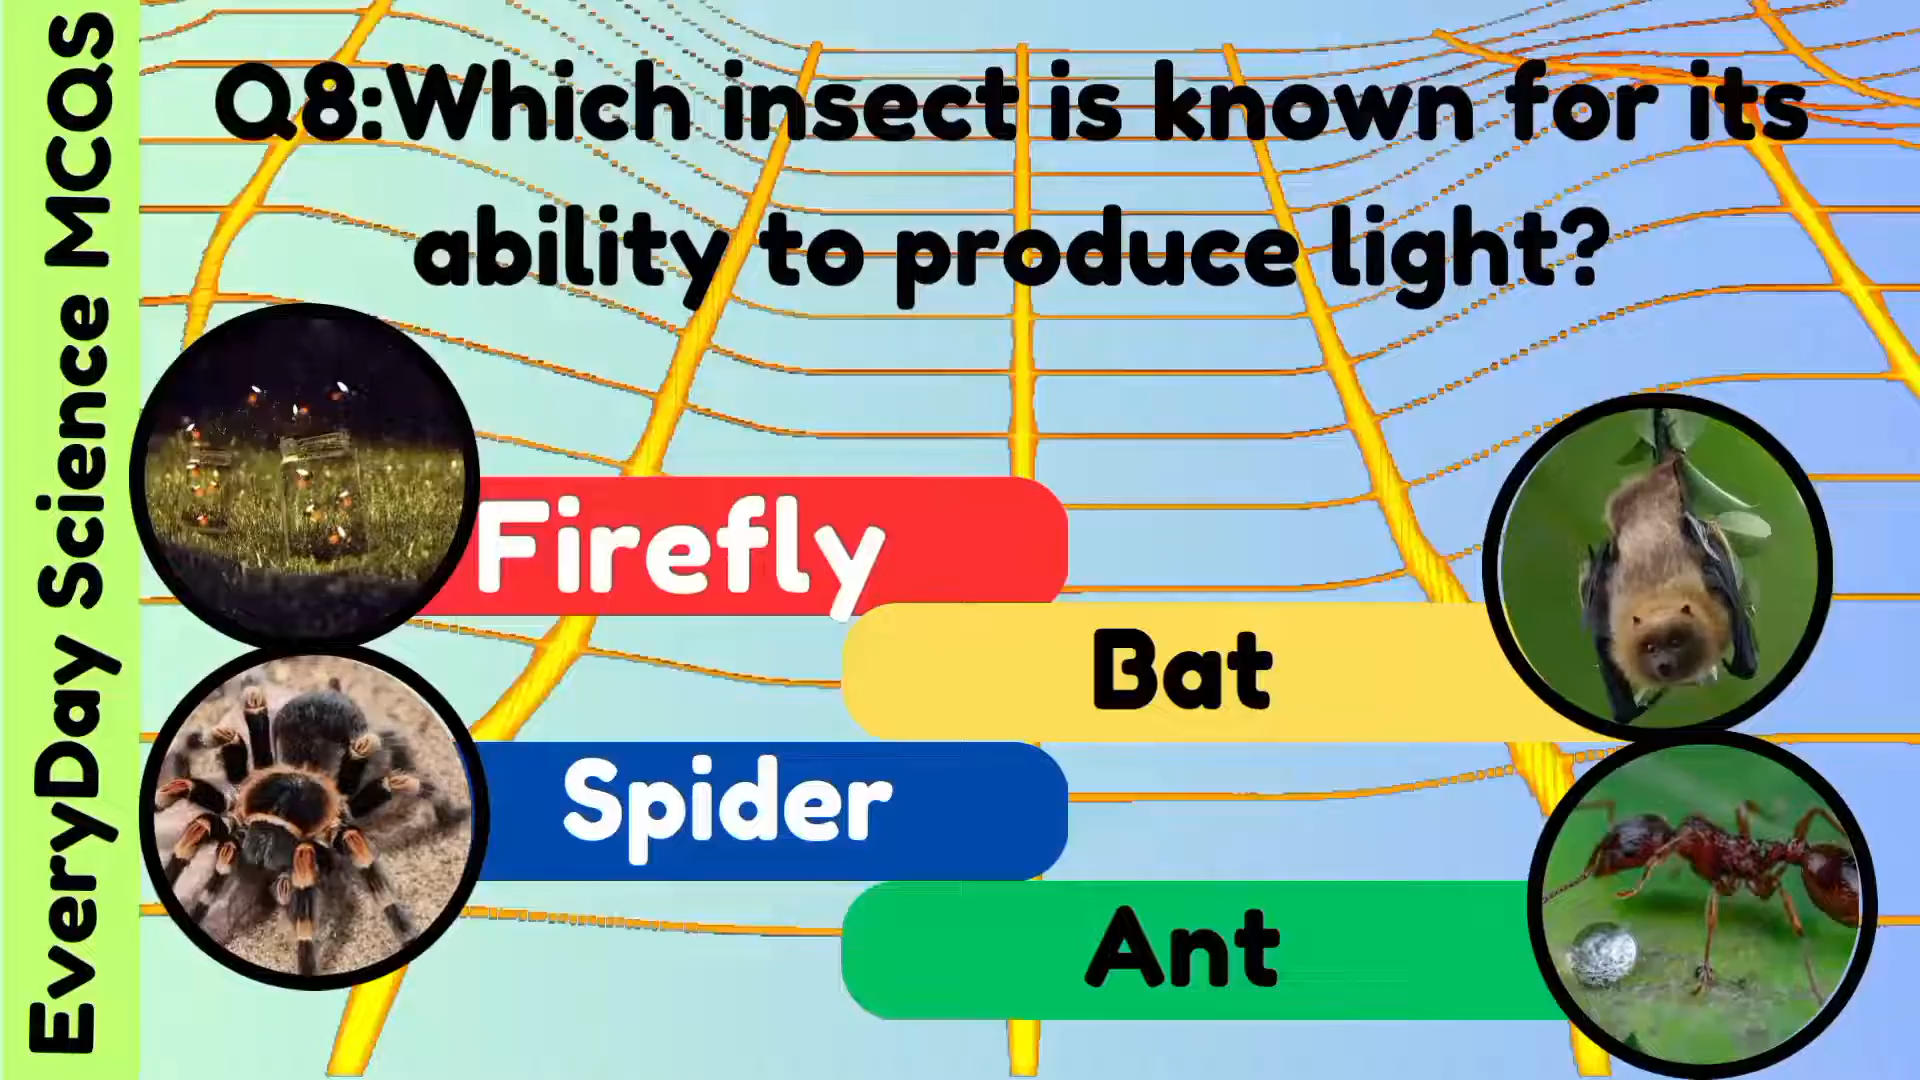 EveryDay Science MCQS
Q8:Which insect is known for its
ability to produce light?
Firefly
Bat
Spider
Ant